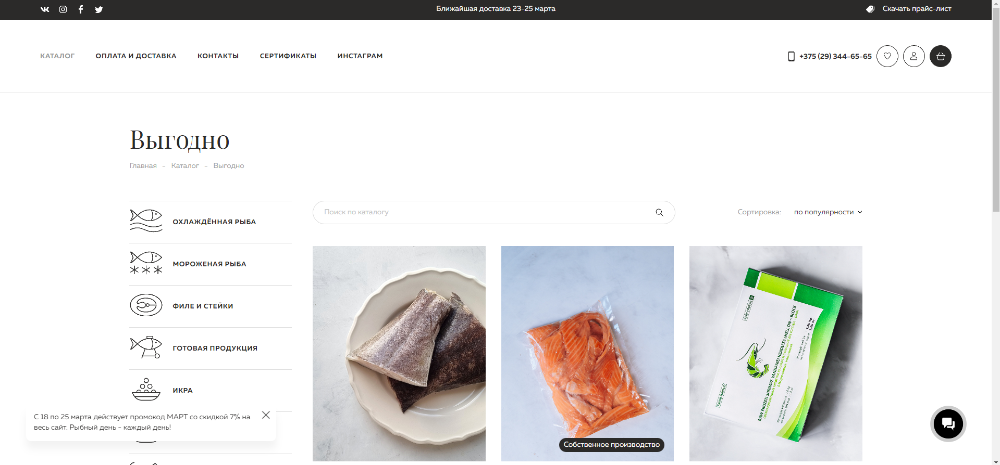 Ближайшая доставка 23-25 марта
Скачать прайс-лист
КАТАЛОГ
ОПЛАТА И ДОСТАВКА
КОНТАКТЫ
СЕРТИФИКАТЫ
ИНСТАГРАМ
+375 (29) 344-65-65
Выгодно
Главная - Каталог - Выгодно
Поиск по каталогу
Сортировка: по популярности
ОХЛАЖДЁННАЯ РЫБА
МОРОЖЕНАЯ РЫБА
ФИЛЕ И СТЕЙКИ
ГОТОВАЯ ПРОДУКЦИЯ
ИКРА
С 18 по 25 марта действует промокод МАРТ со скидкой 7% на
весь сайт. Рыбный день - каждый день!
Собственное производство
FARM RAISED
RAW FROZEN SHRIMPS VANNAMEI HEADLESS SHELL ON - BLOCK